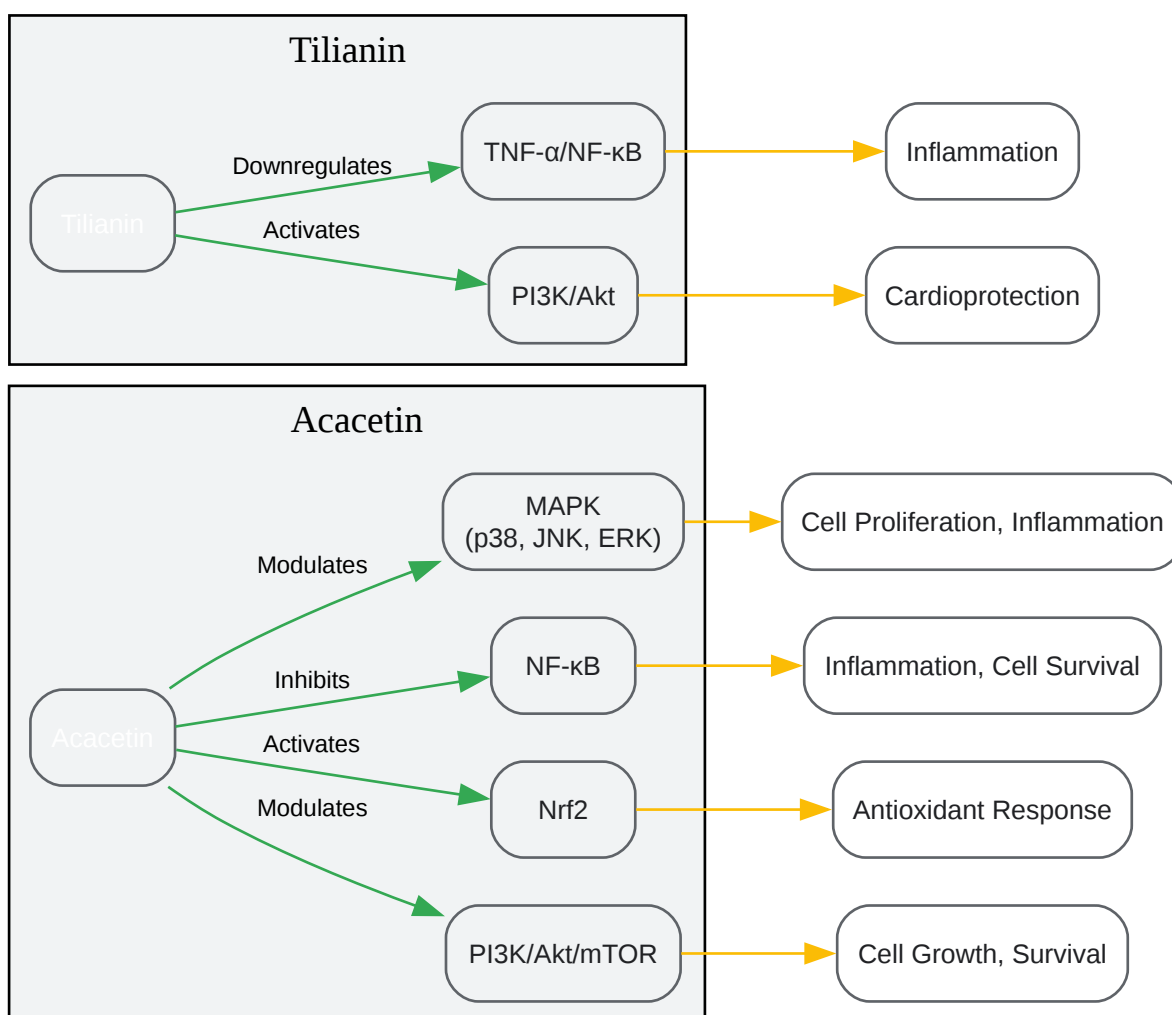 Tilianin
Downregulates
TNF-α/NF-κB
Inflammation
Tilianin
Activates
PI3K/Akt
Cardioprotection
Acacetin
MAPK
(p38, JNK, ERK)
Cell Proliferation, Inflammation
Modulates
Inhibits
NF-κB
Inflammation, Cell Survival
Acacetin
Activates
Nrf2
Antioxidant Response
Modulates
PI3K/Akt/mTOR
Cell Growth, Survival